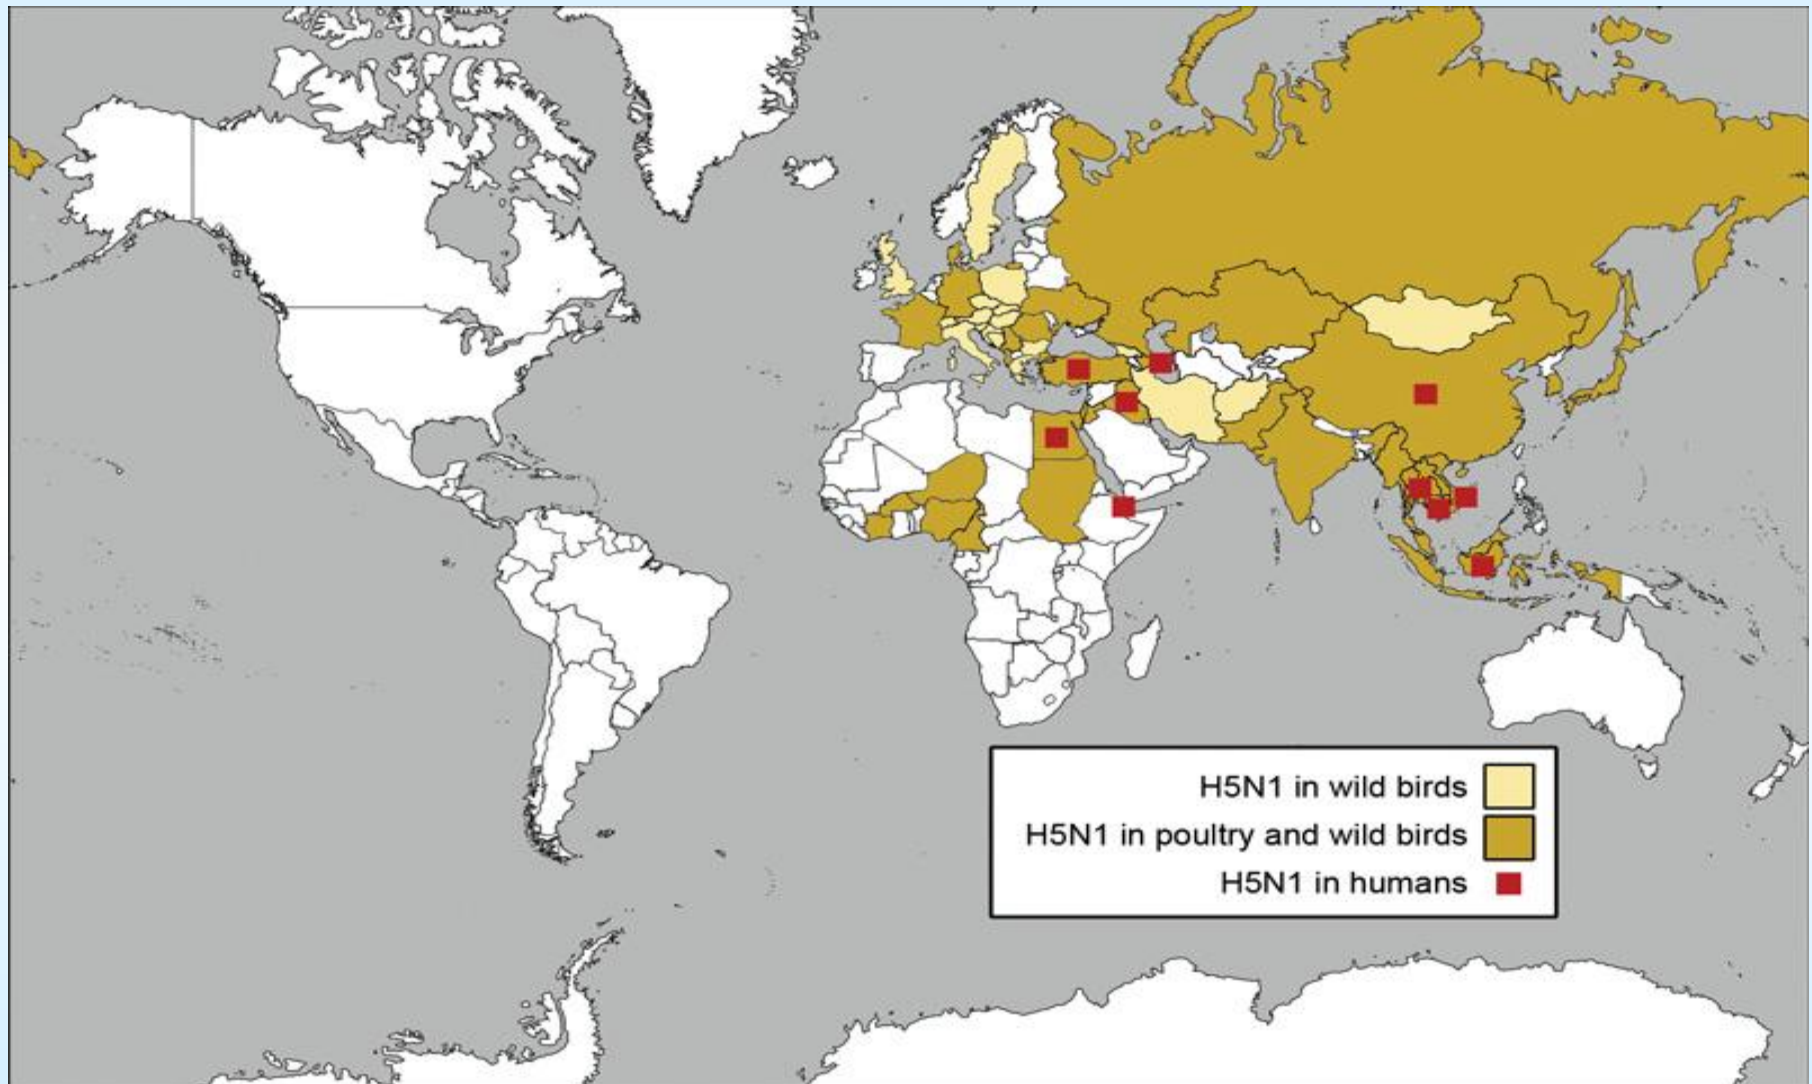 H5N1 in wild birds
H5N1 in poultry and wild birds
H5N1 in humans